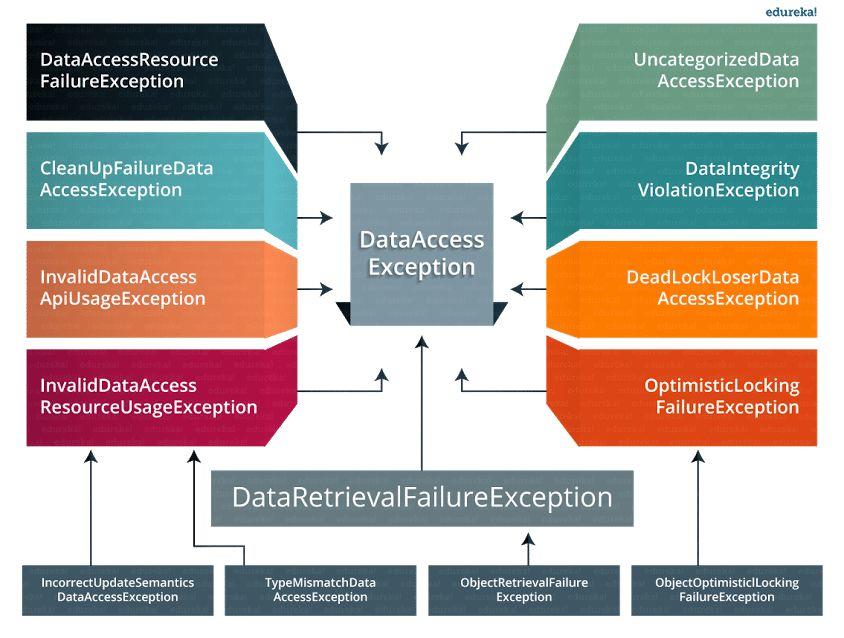 edureka!
DataAccessResource
FailureException
UncategorizedData
AccessException
CleanUpFailureData
AccessException
DataIntegrity
ViolationException
DataAccess
Exception
InvalidDataAccess
ApiUsageException
DeadLockLoserData
AccessException
InvalidDataAccess
ResourceUsageException
OptimisticLocking
FailureException
DataRetrievalFailureException
IncorrectUpdateSemantics
DataAccessException
TypeMismatchData
AccessException
ObjectRetrievalFailure
Exception
ObjectOptimisticlLocking
FailureException